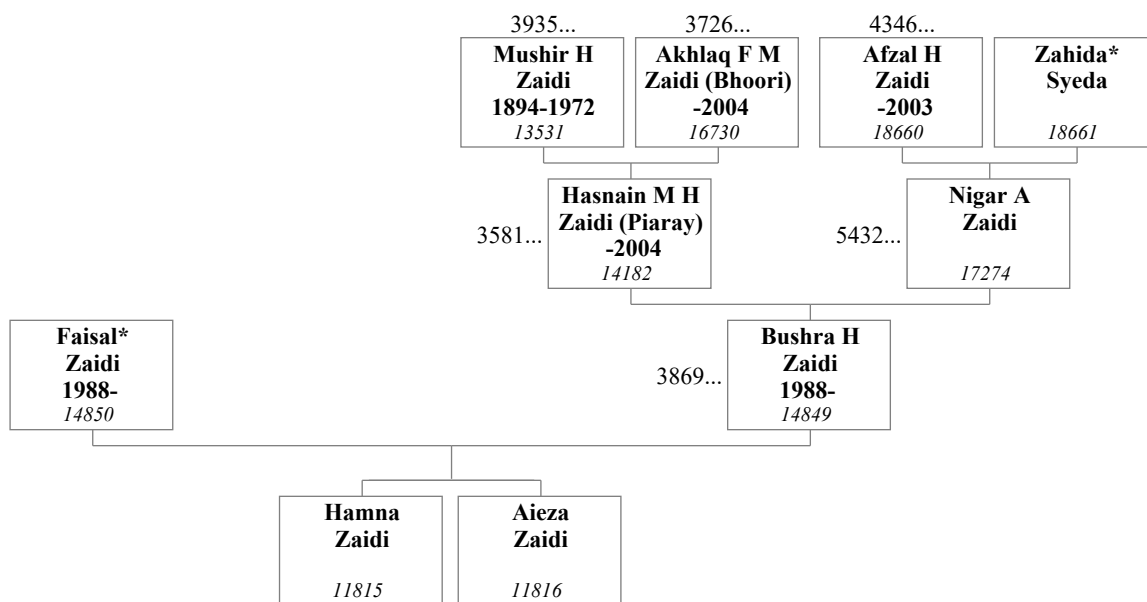 3935...
3726...
4346...
Mushir H
Zaidi
1894-1972
13531
Akhlaq F M
Zaidi (Bhoori)
-2004
16730
Afzal H
Zaidi
-2003
18660
Zahida*
Syeda
18661
3581...
Hasnain M H
Zaidi (Piaray)
-2004
14182
5432...
Nigar A
Zaidi
17274
Faisal*
Zaidi
1988-
14850
3869...
Bushra H
Zaidi
1988-
14849
Hamna
Zaidi
11815
Aieza
Zaidi
11816